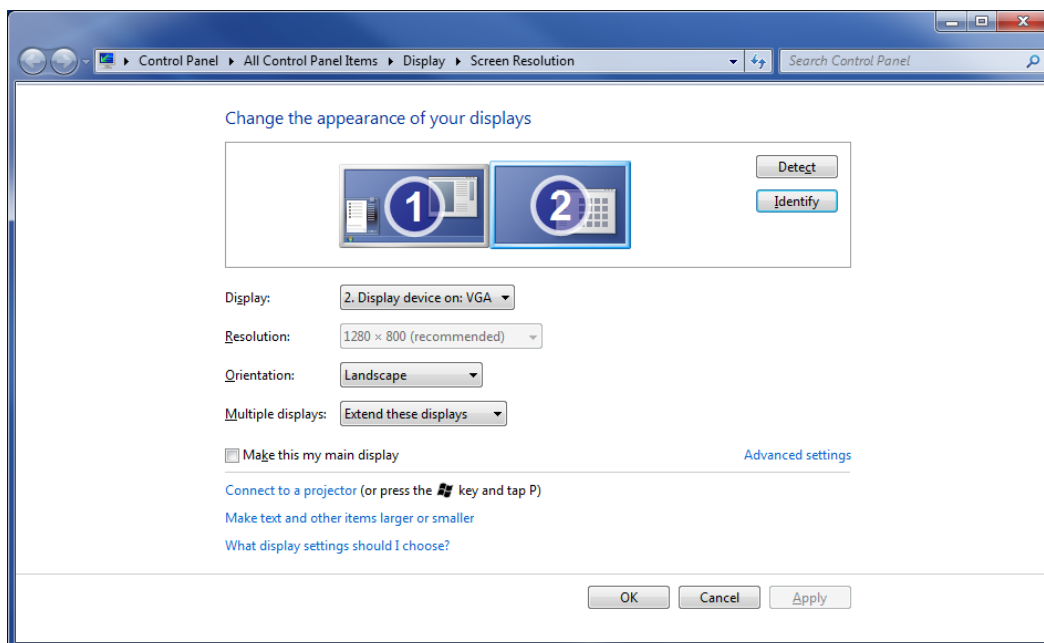 Control Panel ▸ All Control Panel Items ▸ Display ▸ Screen Resolution
Search Control Panel
Change the appearance of your displays
1
2
Detect
Identify
Display: 2. Display device on: VGA
Resolution: 1280 × 800 (recommended)
Orientation: Landscape
Multiple displays: Extend these displays
Make this my main display
Advanced settings
Connect to a projector (or press the key and tap P)
Make text and other items larger or smaller
What display settings should I choose?
OK Cancel Apply